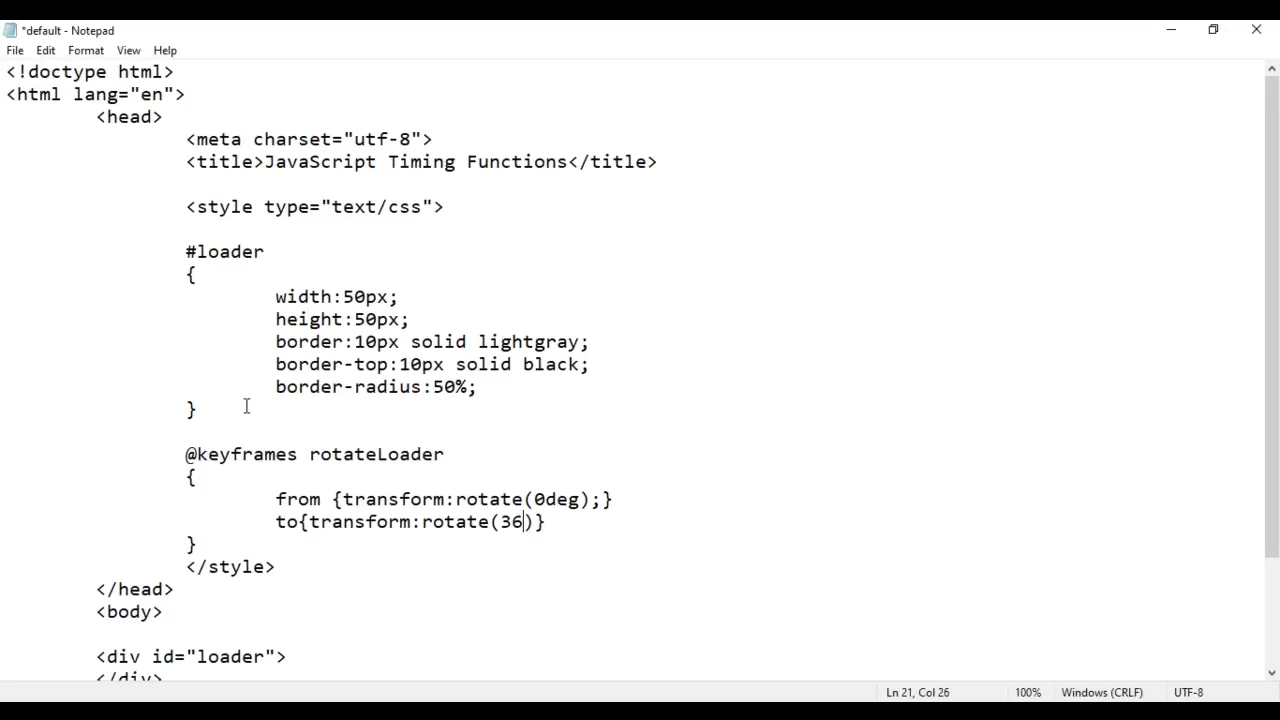 *default - Notepad
File Edit Format View Help
<!doctype html>
<html lang="en">
<head>
<meta charset="utf-8">
<title>JavaScript Timing Functions</title>
<style type="text/css">
#loader
{
width:50px;
height:50px;
border:10px solid lightgray;
border-top:10px solid black;
border-radius:50%;
}
@keyframes rotateLoader
{
from {transform:rotate(0deg);}
to{transform:rotate(36)}
}
</style>
</head>
<body>
<div id="loader">
</div>
Ln 21, Col 26 100% Windows (CRLF) UTF-8